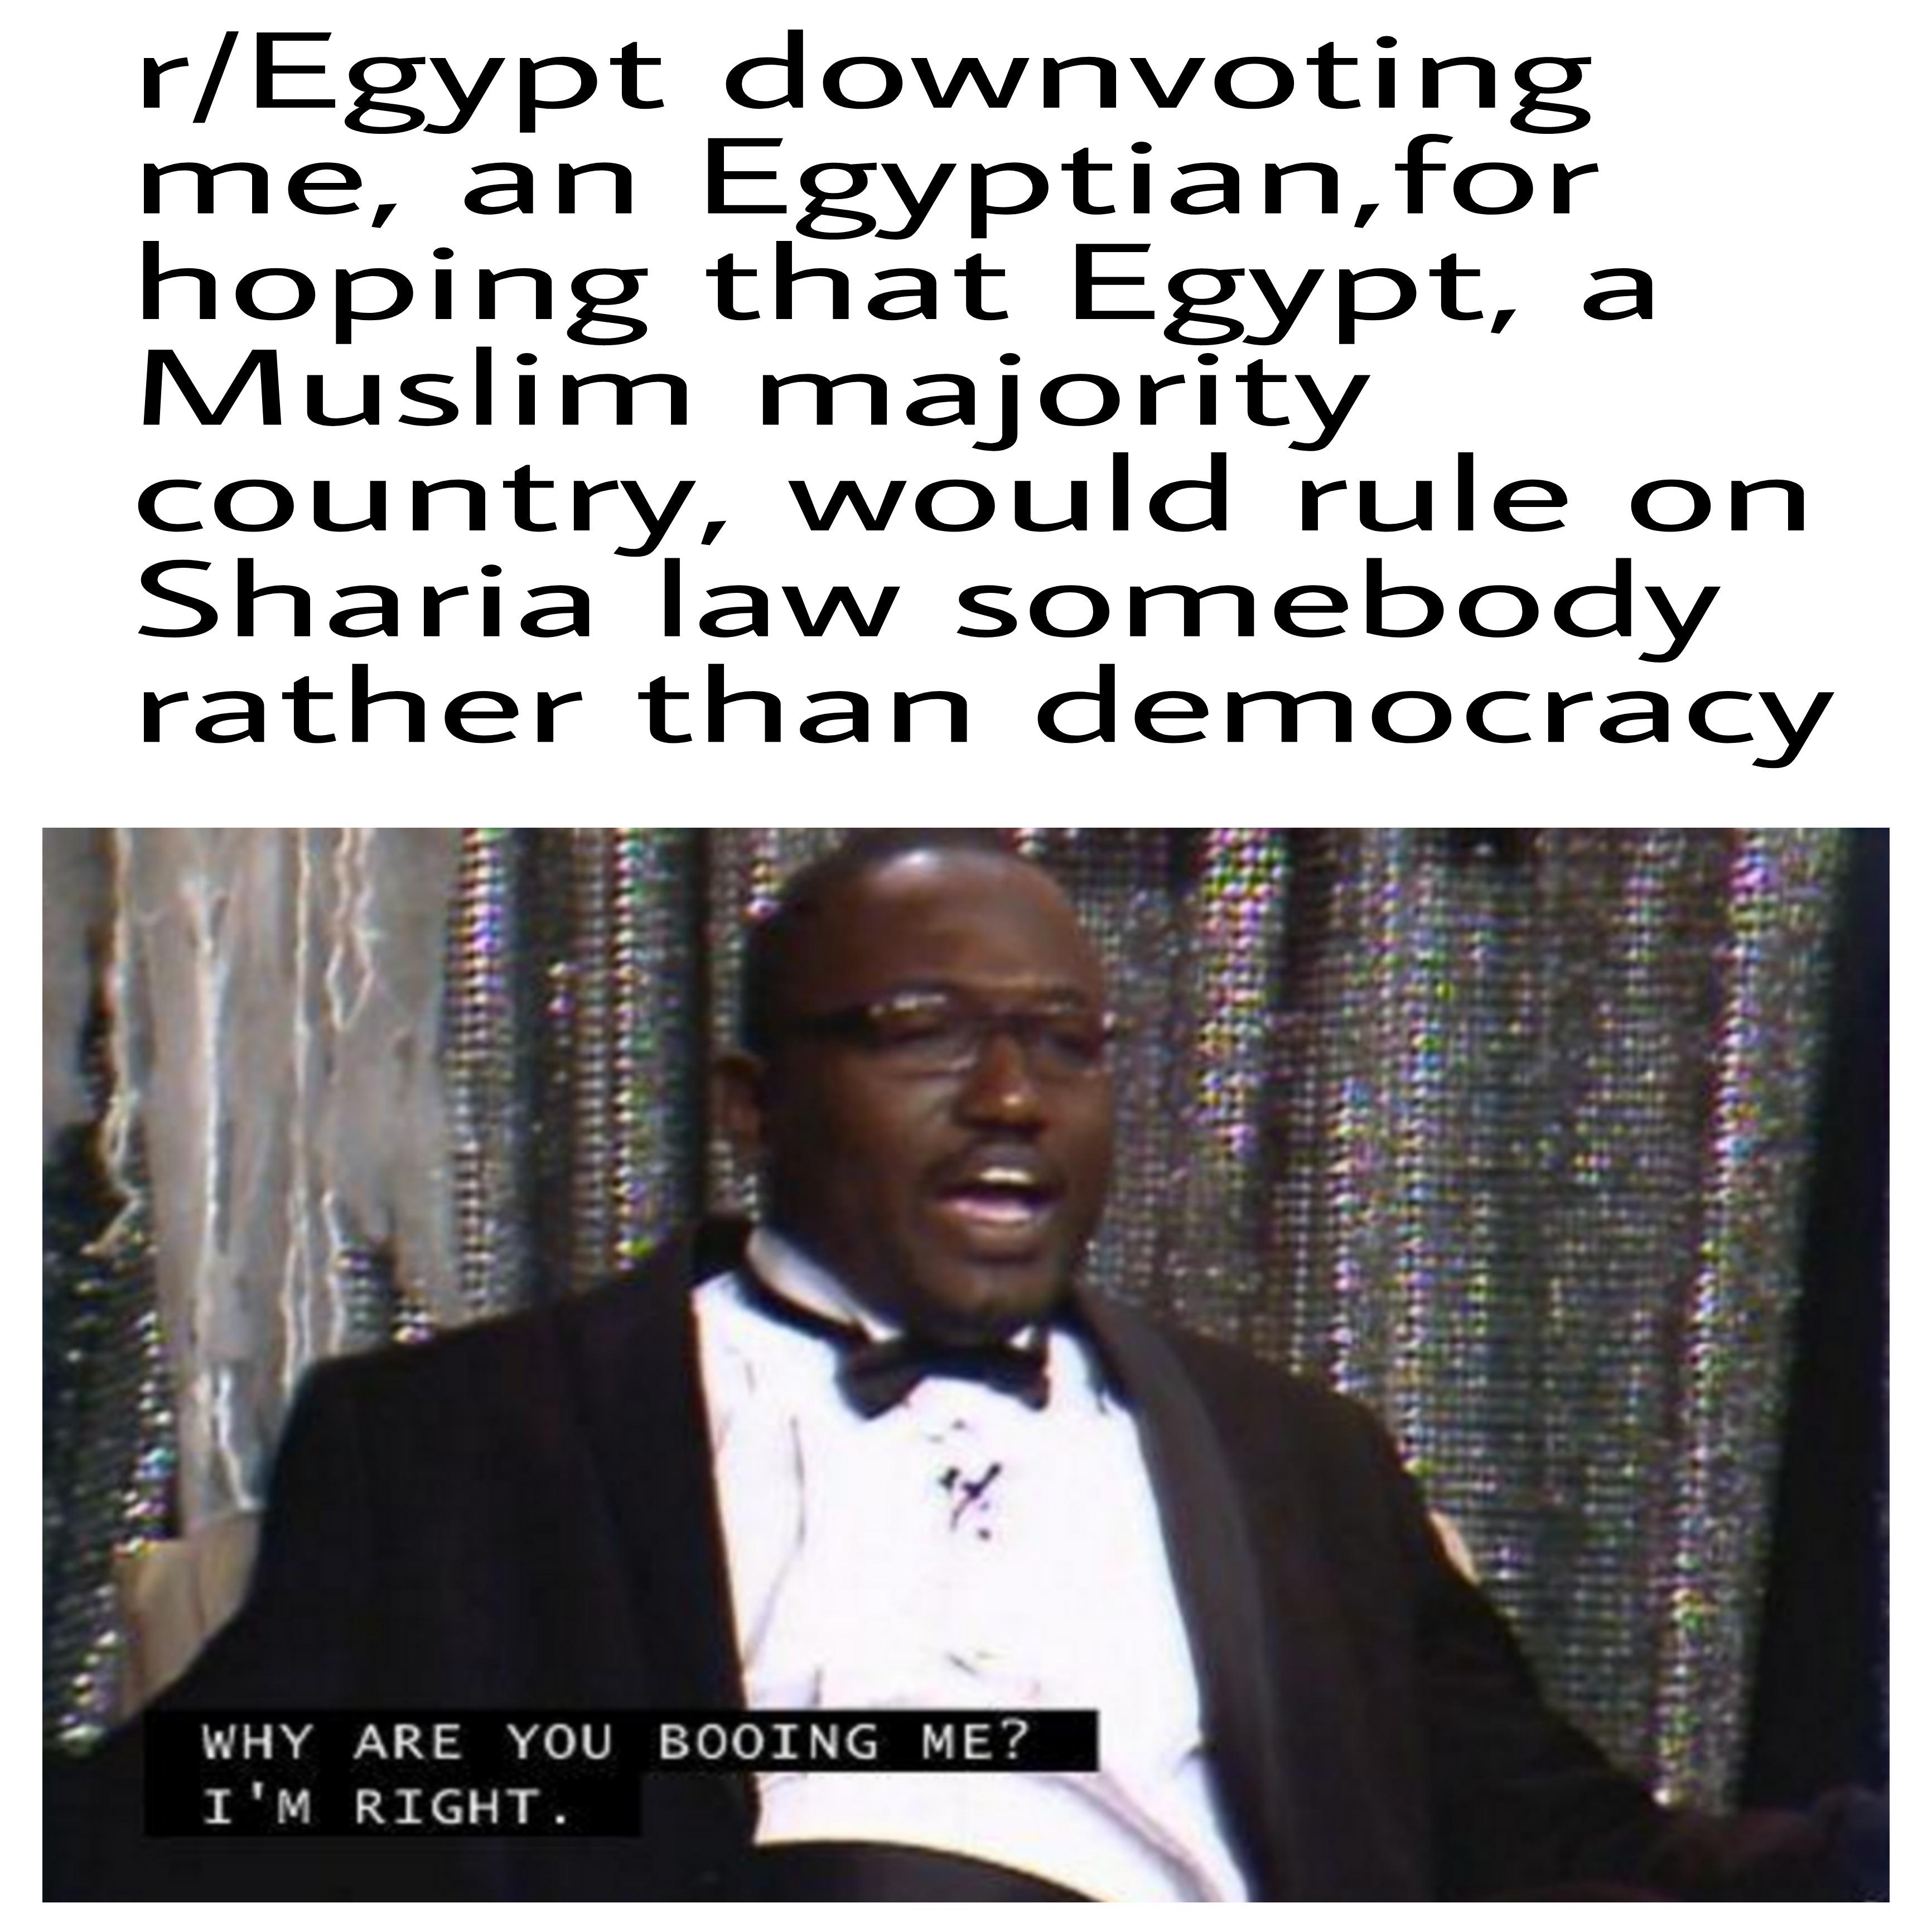 r/Egypt downvoting
me, an Egyptian,for
hoping that Egypt, a
Muslim majority
country, would rule on
Sharia law somebody
rather than democracy
WHY ARE YOU BOOING ME?
I'M RIGHT.